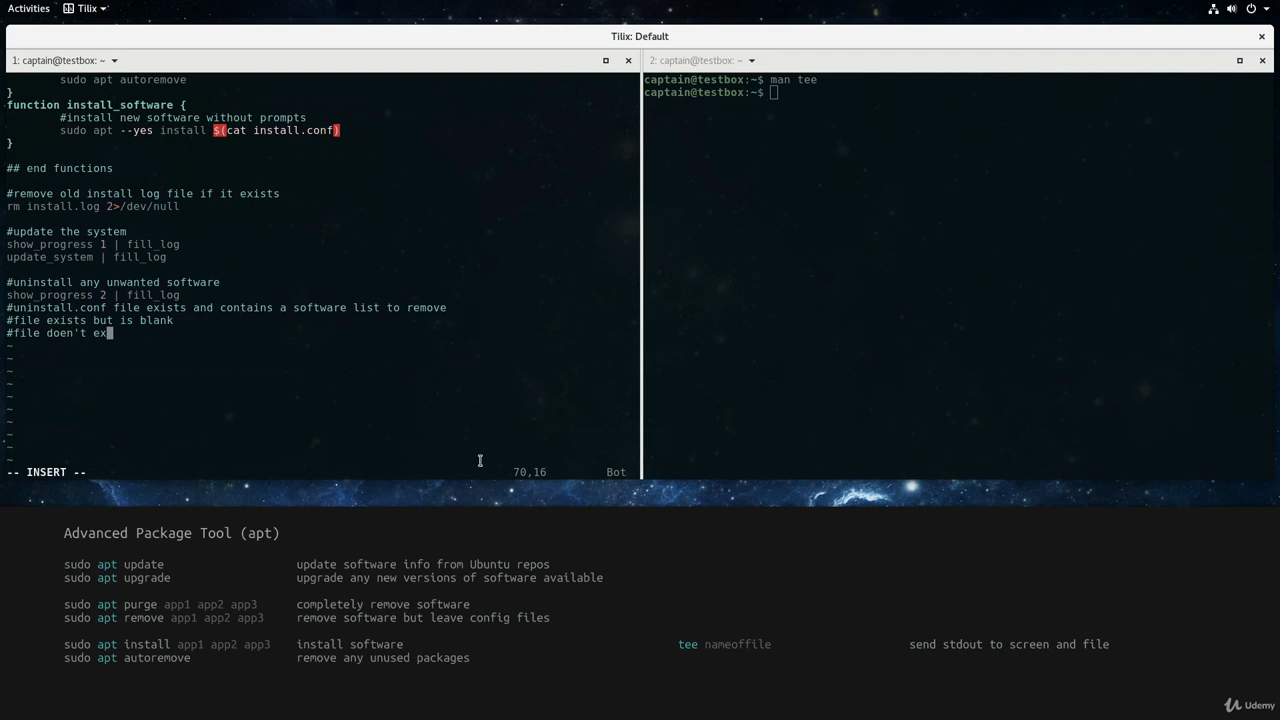 Activities
Tilix
Tilix: Default
1: captain@testbox: ~
2: captain@testbox: ~
sudo apt autoremove
}
function install_software {
#install new software without prompts
sudo apt --yes install $(cat install.conf)
}
## end functions
#remove old install log file if it exists
rm install.log 2>/dev/null
#update the system
show_progress 1 | fill_log
update_system | fill_log
#uninstall any unwanted software
show_progress 2 | fill_log
#uninstall.conf file exists and contains a software list to remove
#file exists but is blank
#file doen't ex
~
~
~
~
~
~
~
~
~
~
-- INSERT --
70,16
Bot
captain@testbox:~$ man tee
captain@testbox:~$
Advanced Package Tool (apt)
sudo apt update update software info from Ubuntu repos
sudo apt upgrade upgrade any new versions of software available
sudo apt purge app1 app2 app3 completely remove software
sudo apt remove app1 app2 app3 remove software but leave config files
sudo apt install app1 app2 app3 install software
sudo apt autoremove remove any unused packages
tee nameoffile send stdout to screen and file
Udemy